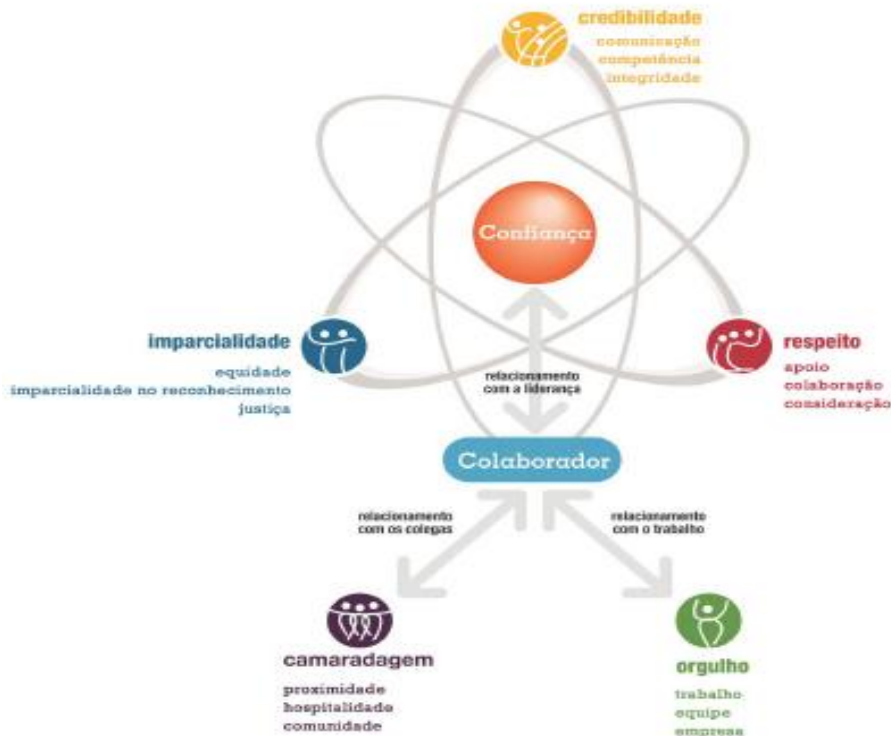 credibilidade
comunicação
competência
integridade
Confiança
imparcialidade
equidade
imparcialidade no reconhecimento
justiça
respeito
apoio
colaboração
consideração
relacionamento
com a liderança
Colaborador
relacionamento
com os colegas
relacionamento
com o trabalho
camaradagem
proximidade
hospitalidade
comunidade
orgulho
trabalho
equipe
empresa